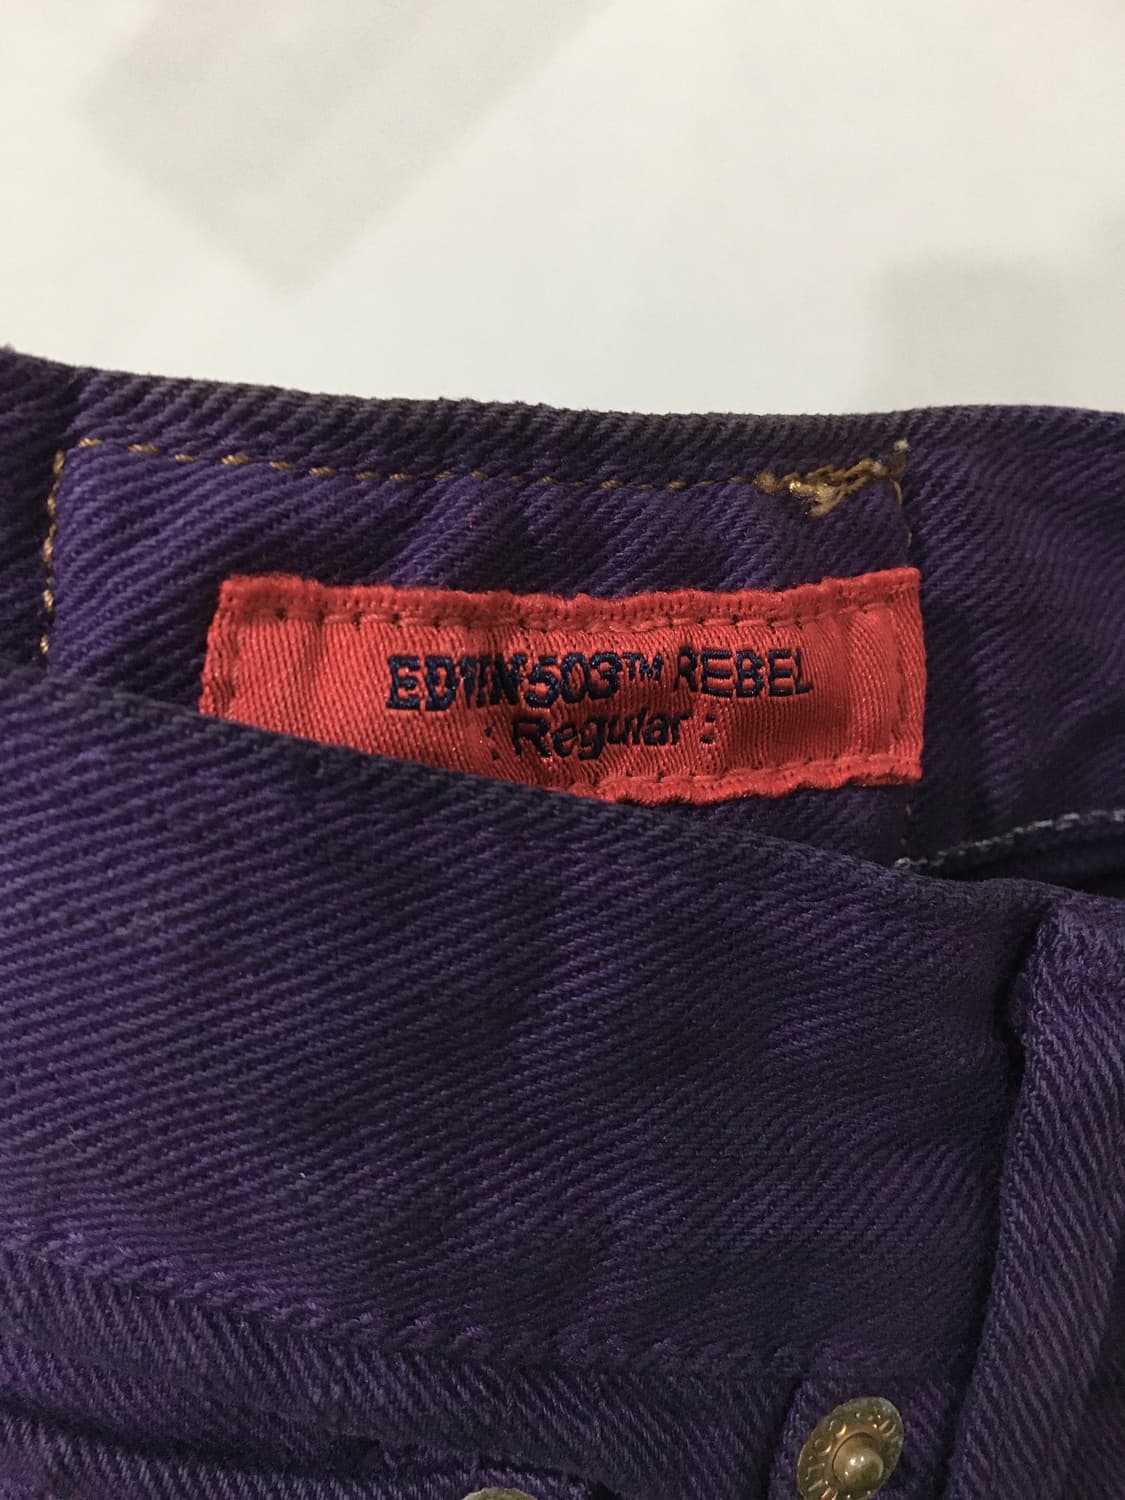 EDWIN 503™ REBEL
: Regular :